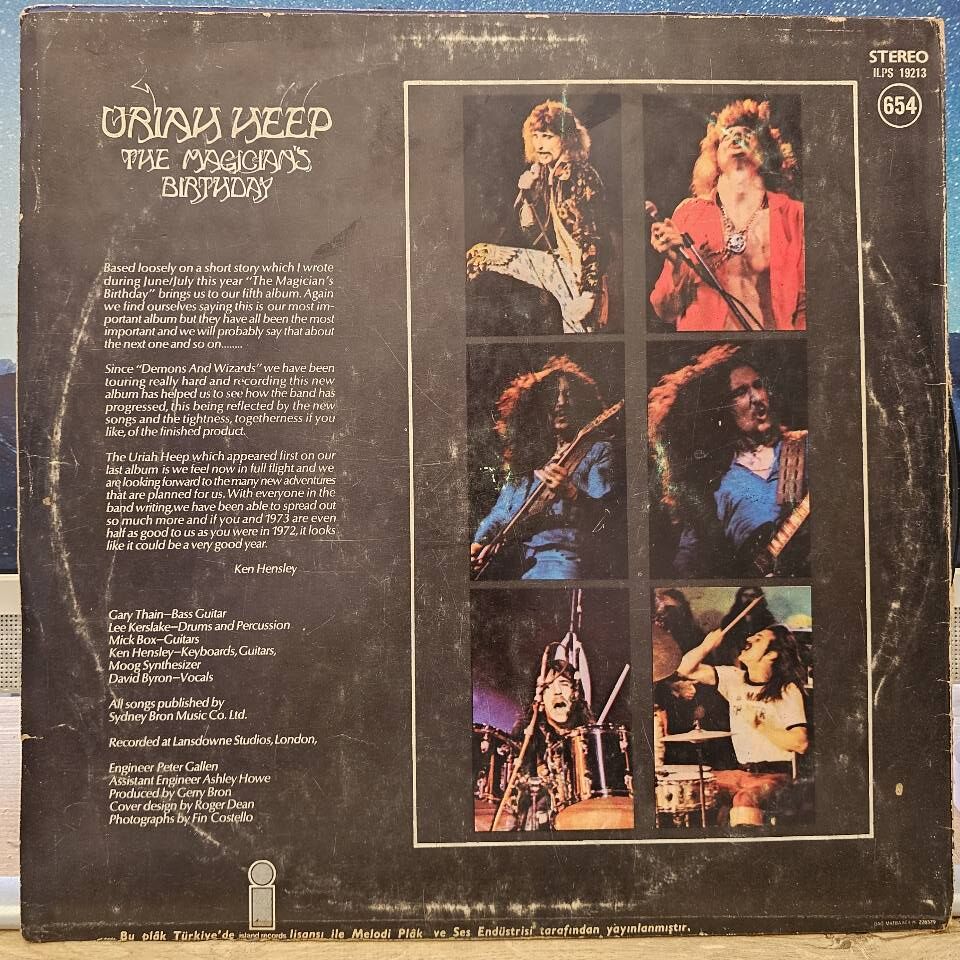 STEREO
ILPS 19213
654
URIAH HEEP
THE MAGICIAN'S
BIRTHDAY
Based loosely on a short story which I wrote
during June/July this year "The Magician's
Birthday" brings us to our fifth album. Again
we find ourselves saying this is our most im-
portant album but they have all been the most
important and we will probably say that about
the next one and so on........
Since "Demons And Wizards" we have been
touring really hard and recording this new
album has helped us to see how the band has
progressed, this being reflected by the new
songs and the tightness, togetherness if you
like, of the finished product.
The Uriah Heep which appeared first on our
last album is we feel now in full flight and we
are looking forward to the many new adventures
that are planned for us. With everyone in the
band writing, we have been able to spread out
so much more and if you and 1973 are even
half as good to us as you were in 1972, it looks
like it could be a very good year.
Ken Hensley
Gary Thain—Bass Guitar
Lee Kerslake—Drums and Percussion
Mick Box—Guitars
Ken Hensley—Keyboards, Guitars,
Moog Synthesizer
David Byron—Vocals
All songs published by
Sydney Bron Music Co. Ltd.
Recorded at Lansdowne Studios, London,
Engineer Peter Gallen
Assistant Engineer Ashley Howe
Produced by Gerry Bron
Cover design by Roger Dean
Photographs by Fin Costello
Bu plâk Türkiye'de island records lisansı ile Melodi Plâk ve Ses Endüstrisi tarafından yayınlanmıştır.